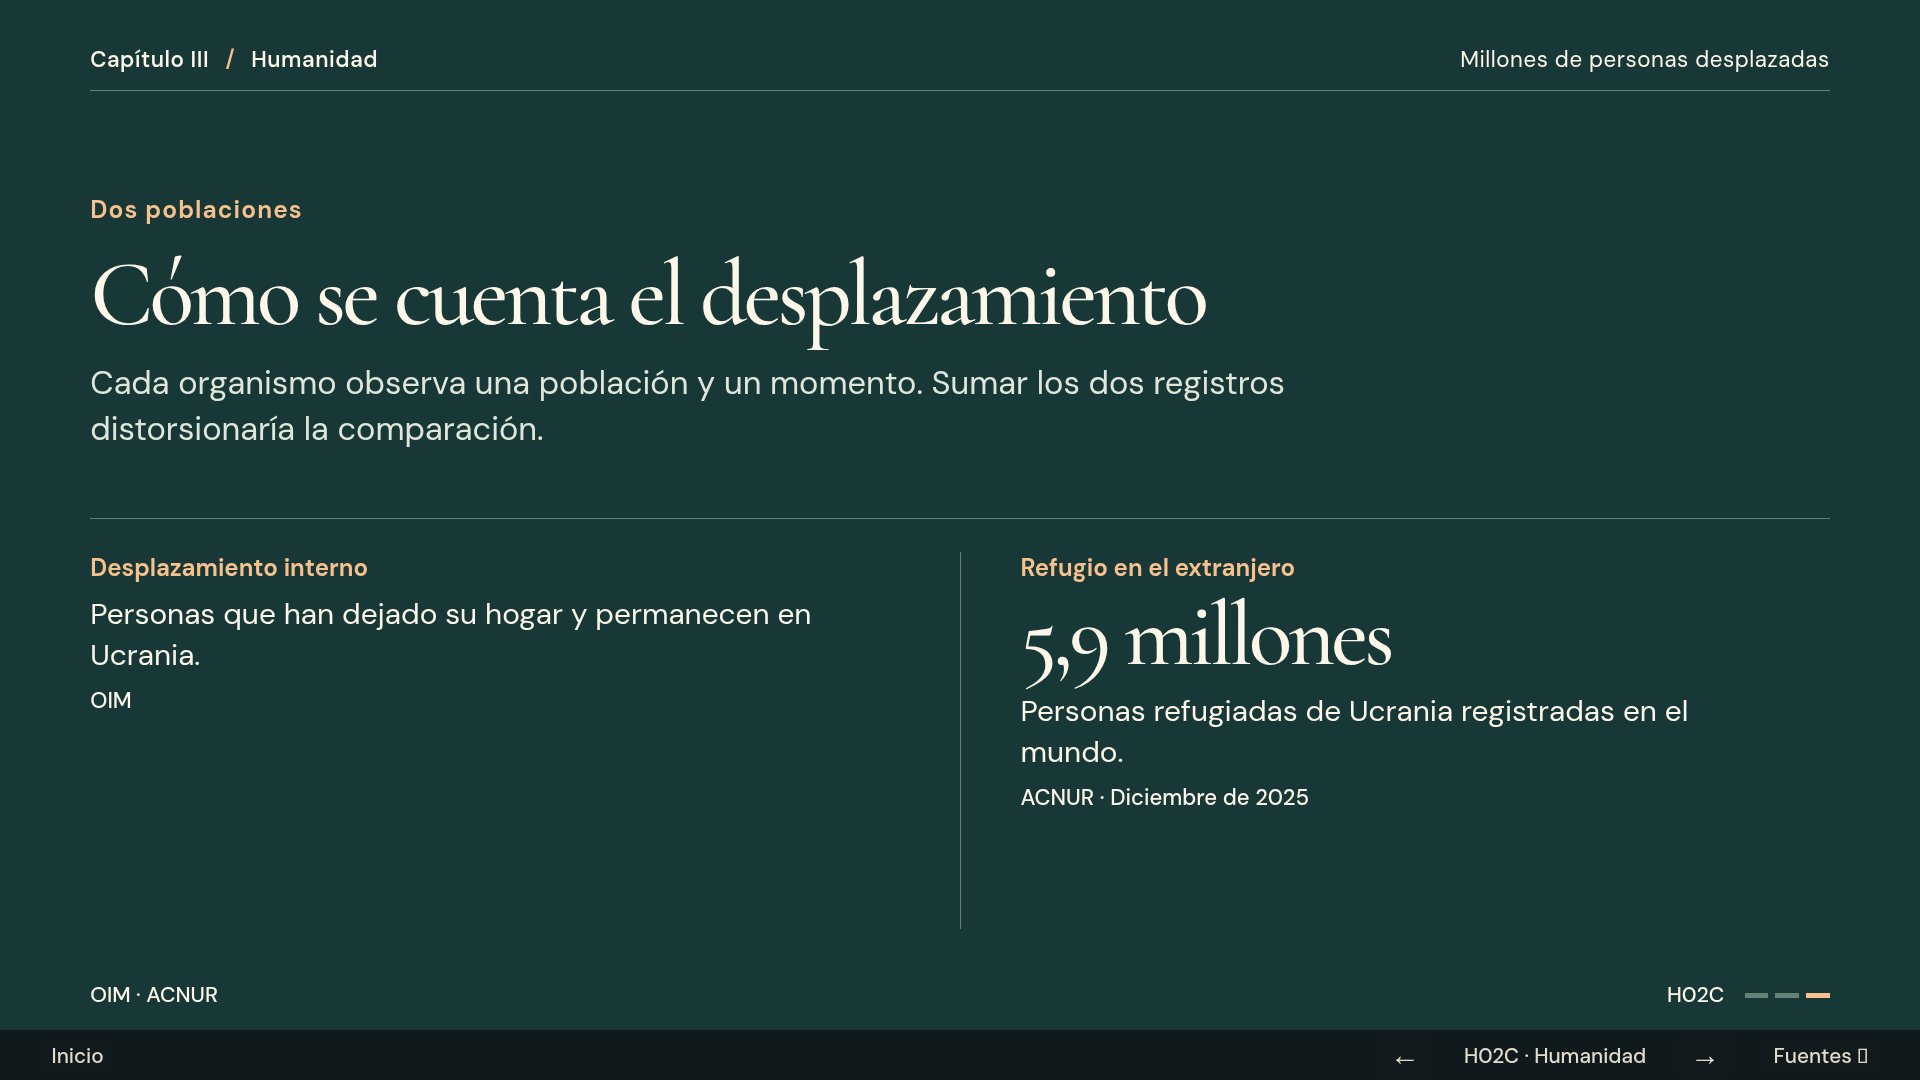 Capítulo III / Humanidad
Millones de personas desplazadas
Dos poblaciones
Cómo se cuenta el desplazamiento
Cada organismo observa una población y un momento. Sumar los dos registros
distorsionaría la comparación.
Desplazamiento interno
Personas que han dejado su hogar y permanecen en
Ucrania.
OIM
Refugio en el extranjero
5,9 millones
Personas refugiadas de Ucrania registradas en el
mundo.
ACNUR · Diciembre de 2025
OIM · ACNUR
H02C
Inicio
← H02C · Humanidad →
Fuentes